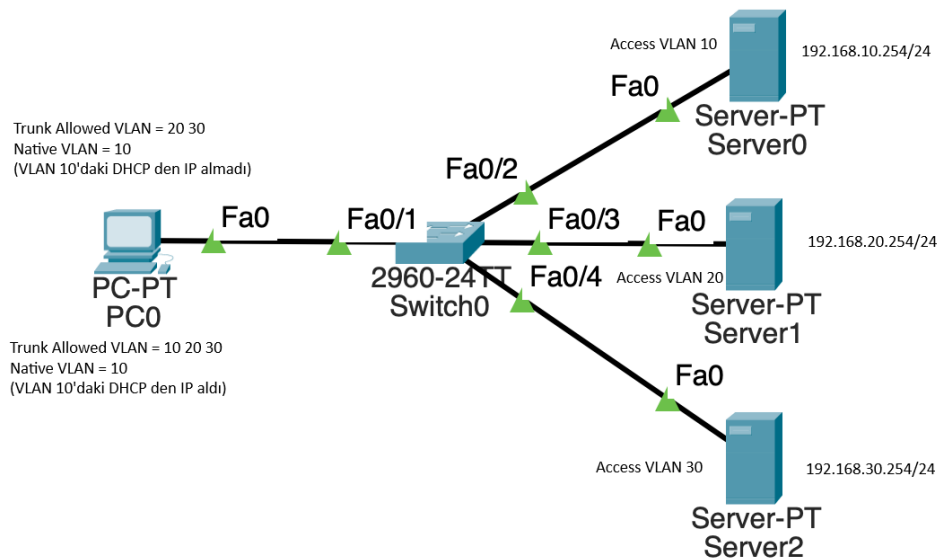 Access VLAN 10
192.168.10.254/24
Fa0
Server-PT
Server0
Trunk Allowed VLAN = 20 30
Native VLAN = 10
(VLAN 10'daki DHCP den IP almadı)
Fa0/2
Fa0
Fa0/1
Fa0/3
Fa0
192.168.20.254/24
PC-PT
PC0
2960-24TT
Switch0
Fa0/4
Access VLAN 20
Server-PT
Server1
Trunk Allowed VLAN = 10 20 30
Native VLAN = 10
(VLAN 10'daki DHCP den IP aldı)
Fa0
Access VLAN 30
192.168.30.254/24
Server-PT
Server2